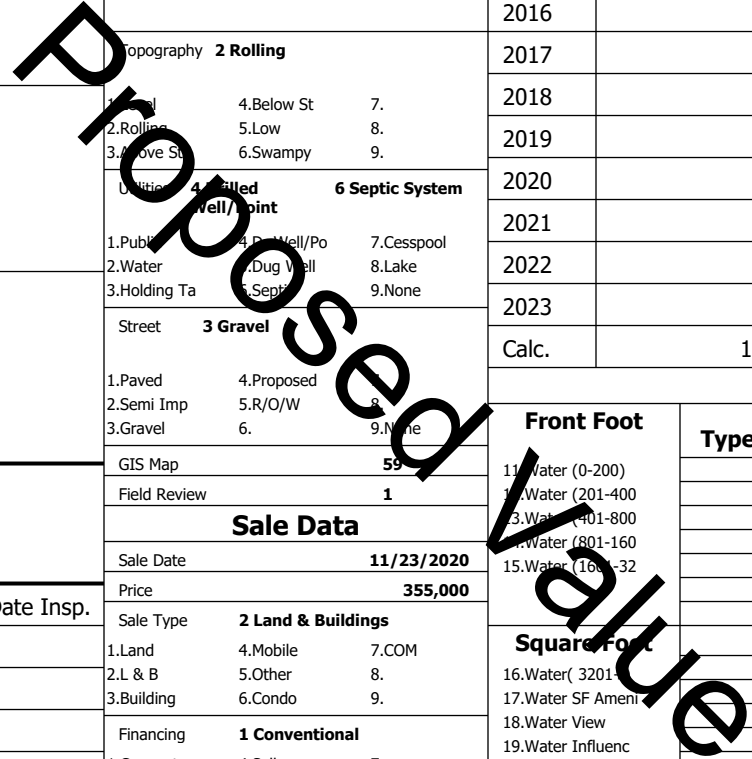 Proposed Value
Topography 2 Rolling
4.Below St 7.
2.Rolling 5.Low 8.
3.Above St 6.Swampy 9.
Utilities 4 Drilled 6 Septic System
Well/Point
4.Dr Well/Po 7.Cesspool
2.Water 5.Dug Well 8.Lake
3.Holding Ta 6.Septic 9.None
Street 3 Gravel
1.Paved 4.Proposed
2.Semi Imp 5.R/O/W 8.
3.Gravel 6. 9.None
GIS Map 59
Field Review 1
Sale Data
Sale Date 11/23/2020
Price 355,000
Sale Type 2 Land & Buildings
1.Land 4.Mobile 7.COM
2.L & B 5.Other 8.
3.Building 6.Condo 9.
Financing 1 Conventional
Date Insp.
2016
2017
2018
2019
2020
2021
2022
2023
Calc. 1
Front Foot
Type
11.Water (0-200)
12.Water (201-400
13.Water (401-800
14.Water (801-160
15.Water (1601-32
Square Foot
16.Water( 3201-
17.Water SF Ameni
18.Water View
19.Water Influenc